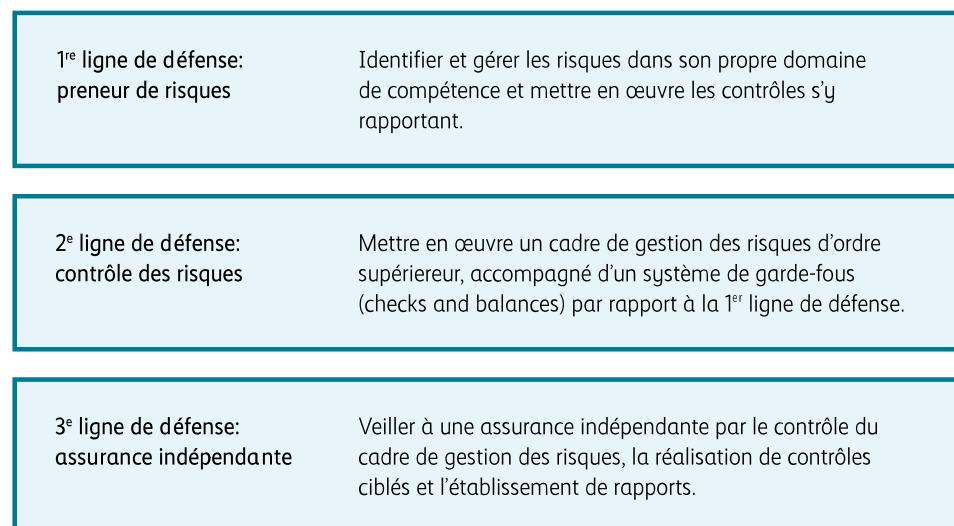 1re ligne de défense:
preneur de risques
Identifier et gérer les risques dans son propre domaine
de compétence et mettre en œuvre les contrôles s’y
rapportant.
2e ligne de défense:
contrôle des risques
Mettre en œuvre un cadre de gestion des risques d’ordre
supériereur, accompagné d’un système de garde-fous
(checks and balances) par rapport à la 1er ligne de défense.
3e ligne de défense:
assurance indépendante
Veiller à une assurance indépendante par le contrôle du
cadre de gestion des risques, la réalisation de contrôles
ciblés et l’établissement de rapports.